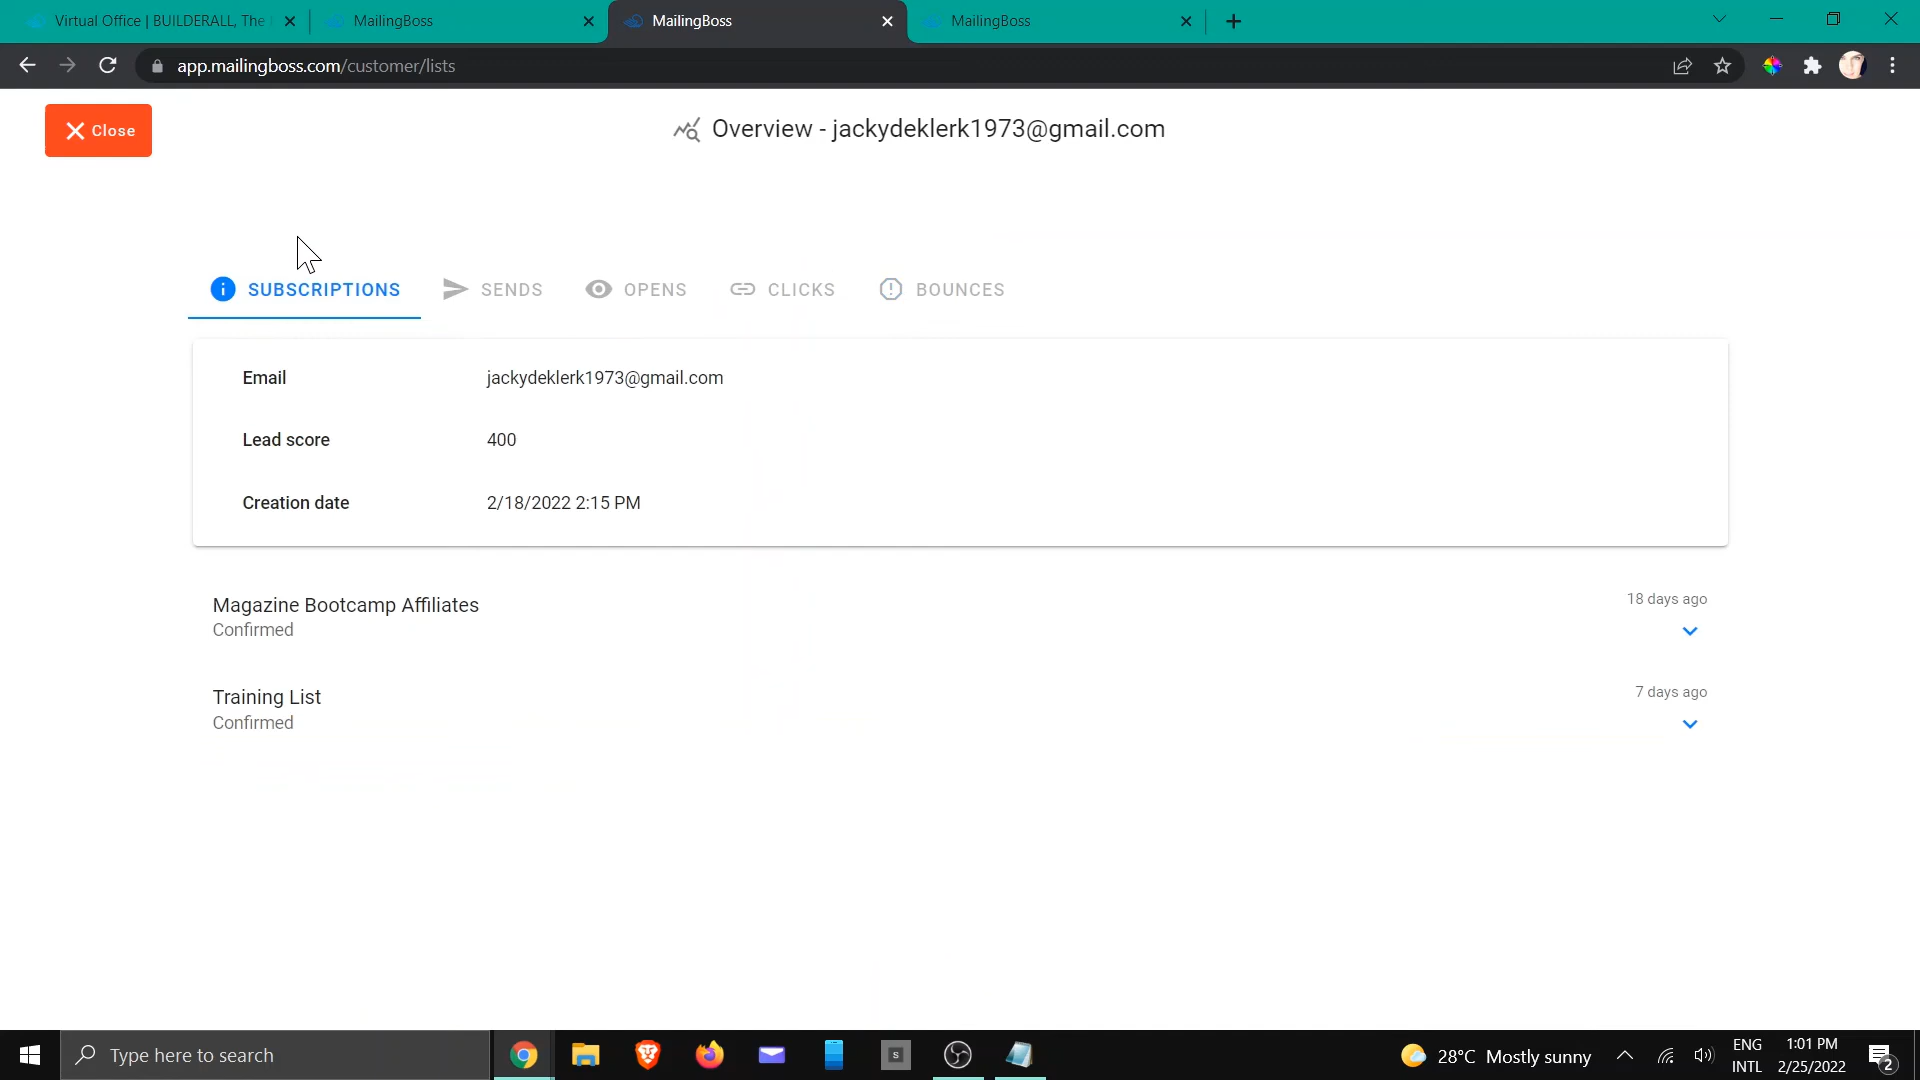 Virtual Office | BUILDERALL, The
MailingBoss
MailingBoss
MailingBoss
app.mailingboss.com/customer/lists
Close
Overview - jackydeklerk1973@gmail.com
SUBSCRIPTIONS
SENDS
OPENS
CLICKS
BOUNCES
Email jackydeklerk1973@gmail.com
Lead score 400
Creation date 2/18/2022 2:15 PM
Magazine Bootcamp Affiliates
18 days ago
Confirmed
Training List
7 days ago
Confirmed
Type here to search
S
28°C Mostly sunny
ENG
INTL
1:01 PM
2/25/2022
2